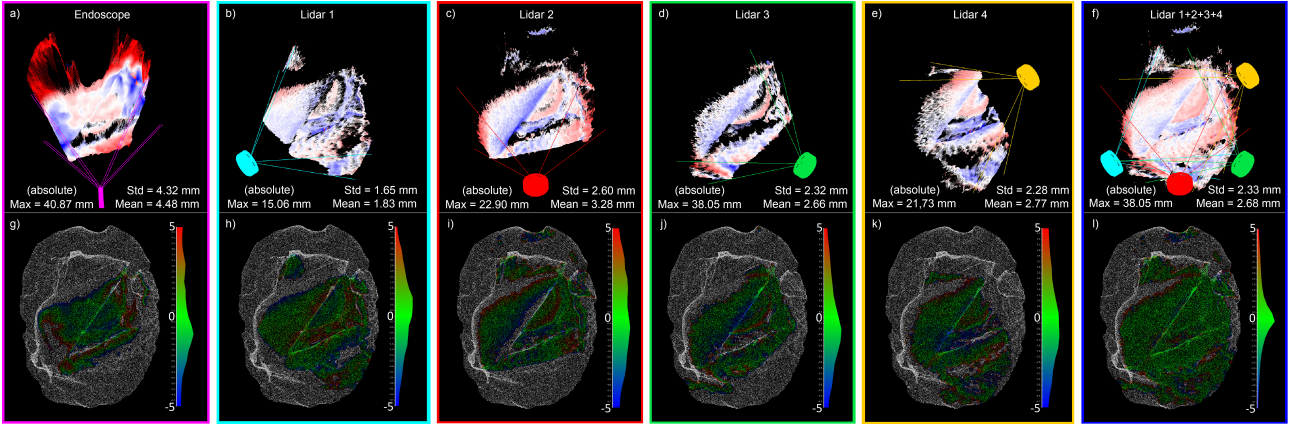 a) Endoscope
(absolute) Std = 4.32 mm
Max = 40.87 mm Mean = 4.48 mm
b) Lidar 1
(absolute) Std = 1.65 mm
Max = 15.06 mm Mean = 1.83 mm
c) Lidar 2
(absolute) Std = 2.60 mm
Max = 22.90 mm Mean = 3.28 mm
d) Lidar 3
(absolute) Std = 2.32 mm
Max = 38.05 mm Mean = 2.66 mm
e) Lidar 4
(absolute) Std = 2.28 mm
Max = 21,73 mm Mean = 2.77 mm
f) Lidar 1+2+3+4
(absolute) Std = 2.33 mm
Max = 38.05 mm Mean = 2.68 mm
g) 5
0
-5
h) 5
0
-5
i) 5
0
-5
j) 5
0
-5
k) 5
0
-5
l) 5
0
-5